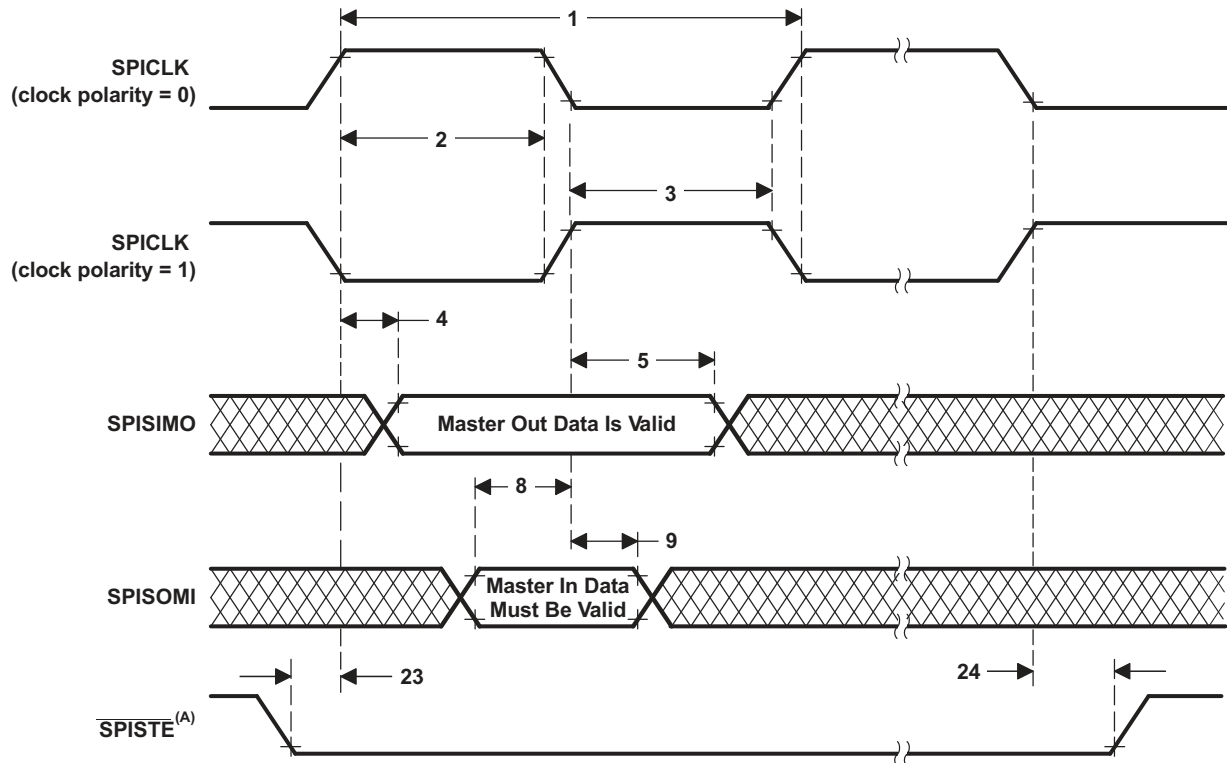 1
SPICLK
(clock polarity = 0)
2
3
SPICLK
(clock polarity = 1)
4
5
SPISIMO
Master Out Data Is Valid
8
9
SPISOMI
Master In Data
Must Be Valid
23
24
SPISTE(A)